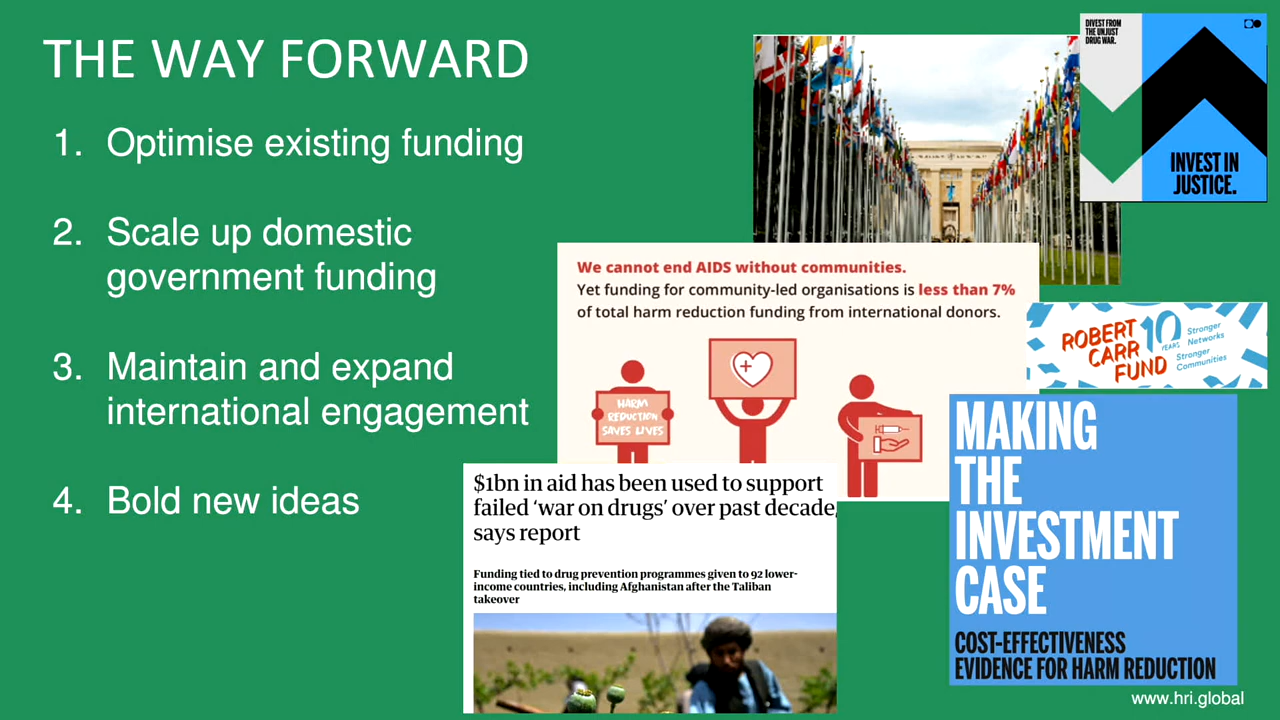 THE WAY FORWARD
1. Optimise existing funding
2. Scale up domestic
government funding
3. Maintain and expand
international engagement
4. Bold new ideas
DIVEST FROM
THE UNJUST
DRUG WAR.
INVEST IN
JUSTICE.
We cannot end AIDS without communities.
Yet funding for community-led organisations is less than 7%
of total harm reduction funding from international donors.
HARM
REDUCTION
SAVES LIVES
ROBERT
CARR
FUND
10
YEARS
Stronger
Networks
Stronger
Communities
$1bn in aid has been used to support
failed ‘war on drugs’ over past decade,
says report
Funding tied to drug prevention programmes given to 92 lower-
income countries, including Afghanistan after the Taliban
takeover
MAKING
THE
INVESTMENT
CASE
COST-EFFECTIVENESS
EVIDENCE FOR HARM REDUCTION
www.hri.global